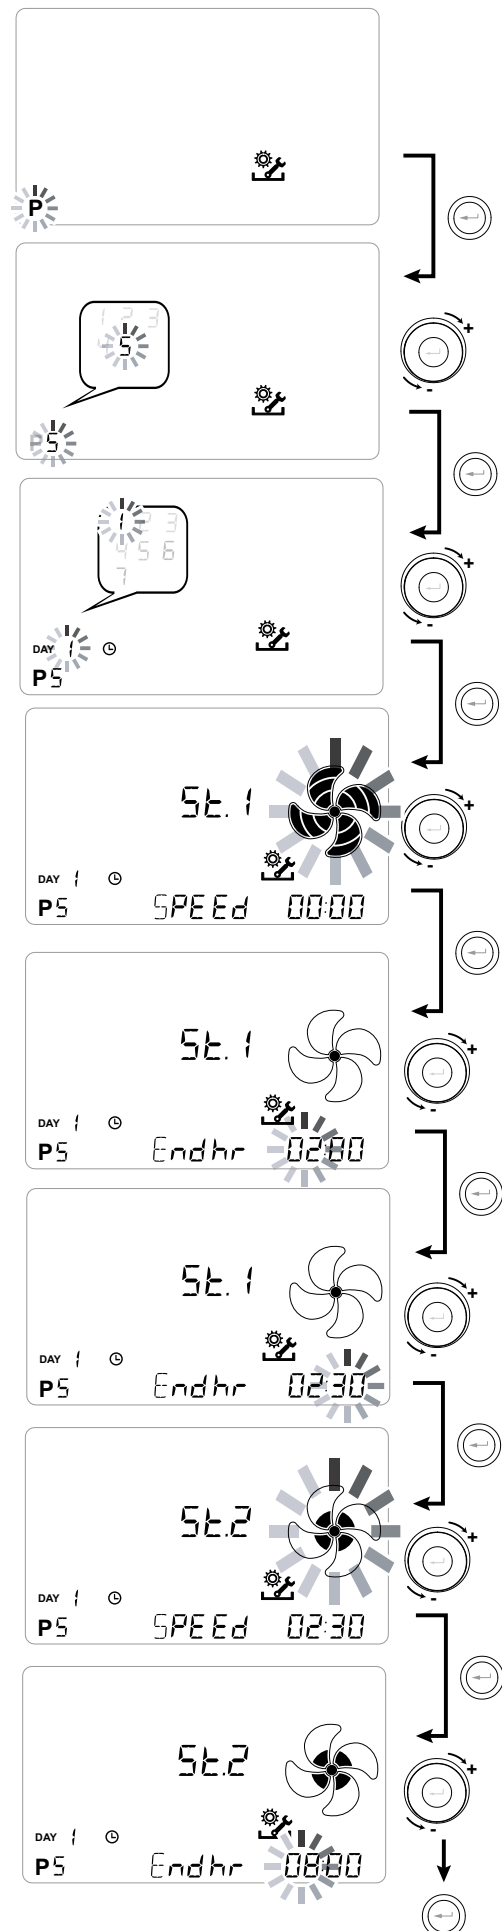 P
1 2 3
4 5
+
-
P5
1 2 3
4 5 6
7
+
-
DAY 1
P5
St. 1
+
-
DAY 1
P5 SPEEd 00:00
St. 1
+
-
DAY 1
P5 Endhr 02:00
St. 1
+
-
DAY 1
P5 Endhr 02:30
St.2
+
-
DAY 1
P5 SPEEd 02:30
St.2
+
-
DAY 1
P5 Endhr 08:00